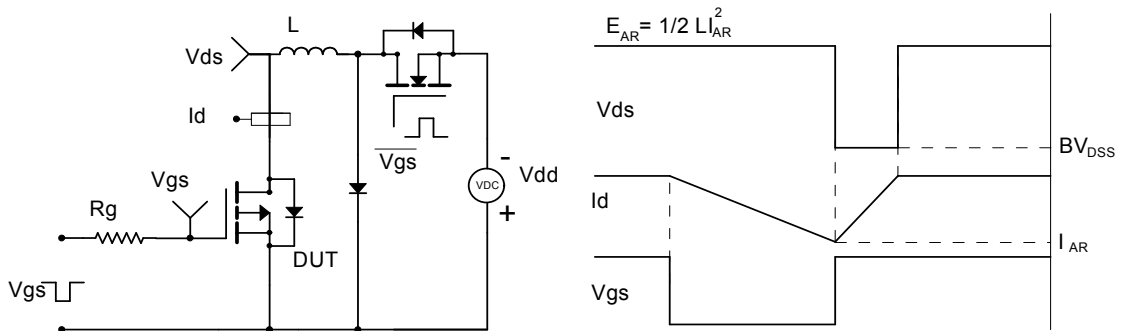 L
Vds
Id
Vgs
Vgs
Rg
DUT
Vgs
VDC
-
+
Vdd
E_AR = 1/2 LI_AR^2
Vds
BV_DSS
Id
I_AR
Vgs